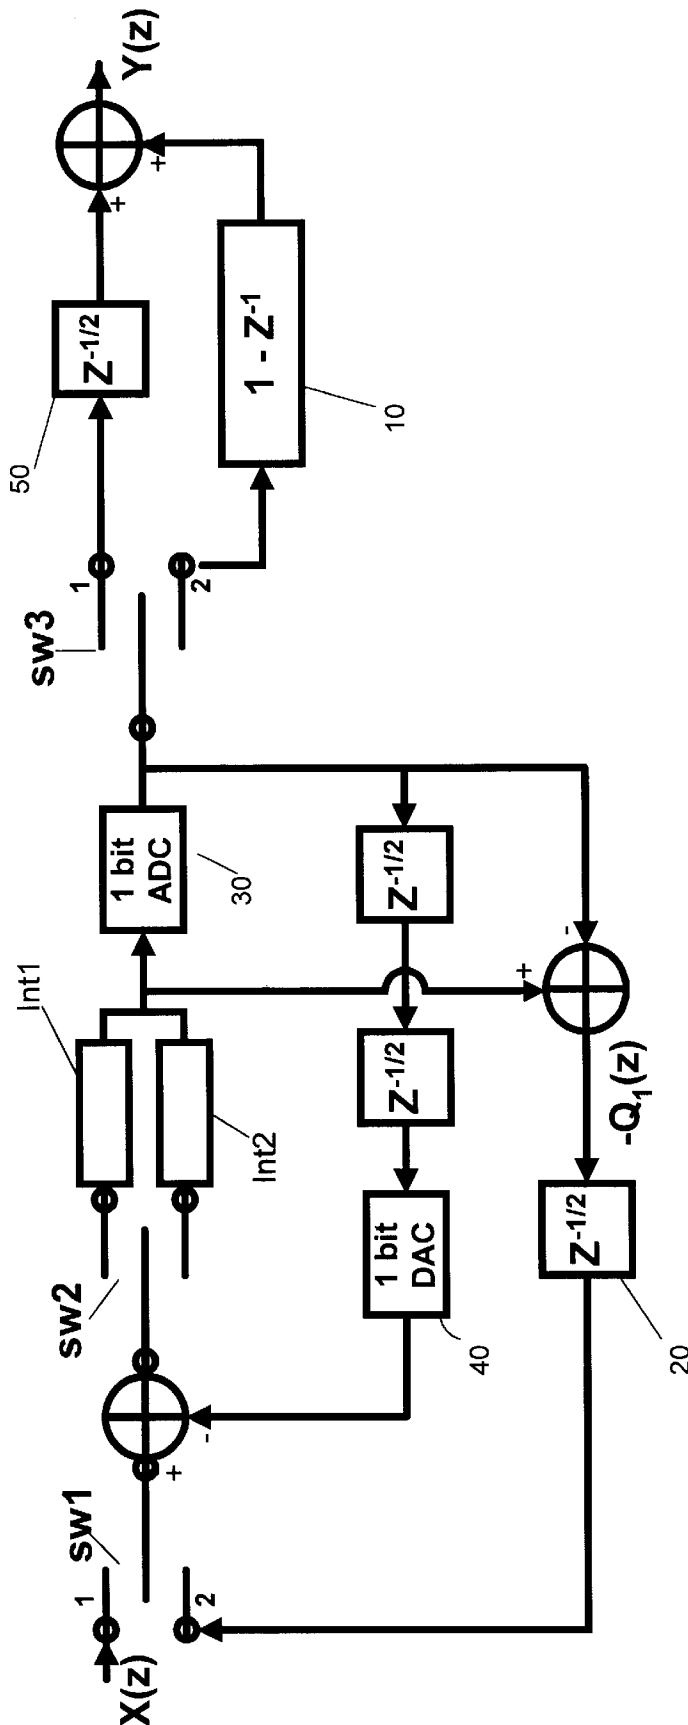 X(z)
1
2
sw1
+
-
sw2
Int1
Int2
1 bit
ADC
30
sw3
1
2
50
Z-1/2
1 - Z-1
10
+
+
Y(z)
40
1 bit
DAC
Z-1/2
Z-1/2
20
Z-1/2
-Q1(z)
+
-